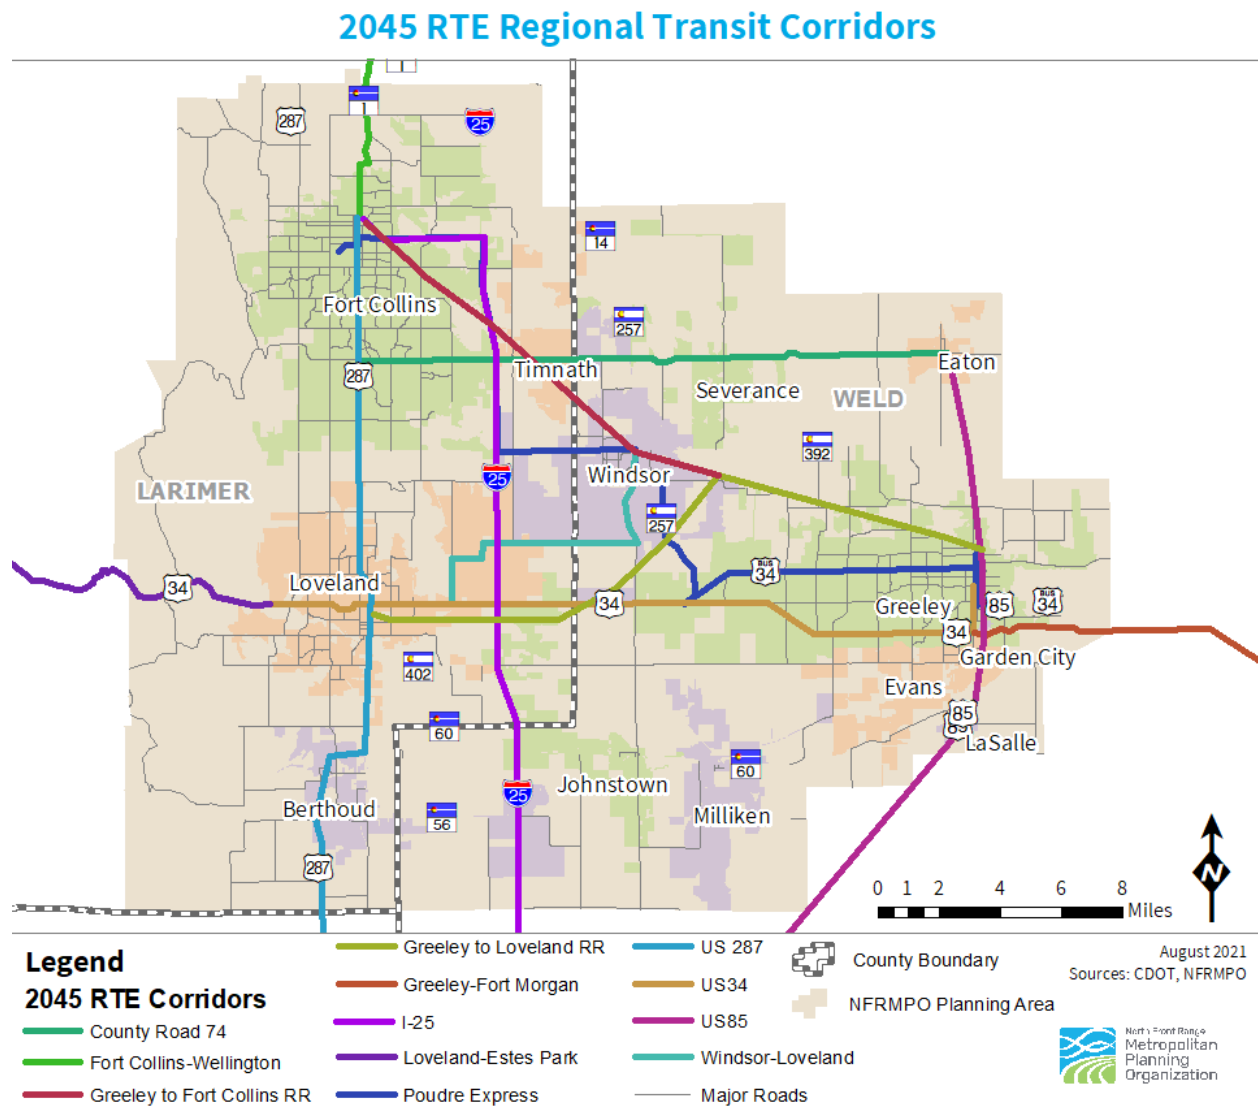 2045 RTE Regional Transit Corridors
1
287
25
14
Fort Collins
257
Timnath
Eaton
287
Severance
WELD
392
Windsor
25
LARIMER
257
Loveland
34
BUS
34
34
Greeley
85
BUS
34
34
Garden City
402
Evans
60
85
85
LaSalle
60
Johnstown
25
Berthoud
56
Milliken
287
N
0 1 2 4 6 8
Miles
Legend
2045 RTE Corridors
County Road 74
Fort Collins-Wellington
Greeley to Fort Collins RR
Greeley to Loveland RR
Greeley-Fort Morgan
I-25
Loveland-Estes Park
Poudre Express
US 287
US34
US85
Windsor-Loveland
Major Roads
County Boundary
NFRMPO Planning Area
August 2021
Sources: CDOT, NFRMPO
North Front Range
Metropolitan
Planning
Organization